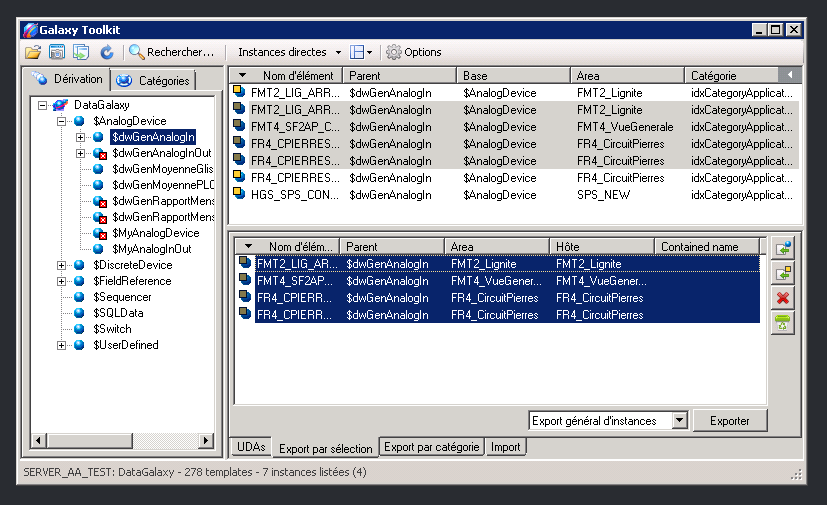 Galaxy Toolkit
Rechercher... Instances directes Options
Dérivation Catégories
DataGalaxy
$AnalogDevice
$dwGenAnalogIn
$dwGenAnalogInOut
$dwGenMoyenneGlis
$dwGenMoyennePLC
$dwGenRapportMens
$dwGenRapportMens
$MyAnalogDevice
$MyAnalogInOut
$DiscreteDevice
$FieldReference
$Sequencer
$SQLData
$Switch
$UserDefined
Nom d'élément Parent Base Area Catégorie
FMT2_LIG_ARR... $dwGenAnalogIn $AnalogDevice FMT2_Lignite idxCategoryApplicat...
FMT2_LIG_ARR... $dwGenAnalogIn $AnalogDevice FMT2_Lignite idxCategoryApplicat...
FMT4_SF2AP_C... $dwGenAnalogIn $AnalogDevice FMT4_VueGenerale idxCategoryApplicat...
FR4_CPIERRES... $dwGenAnalogIn $AnalogDevice FR4_CircuitPierres idxCategoryApplicat...
FR4_CPIERRES... $dwGenAnalogIn $AnalogDevice FR4_CircuitPierres idxCategoryApplicat...
FR4_CPIERRES... $dwGenAnalogIn $AnalogDevice FR4_CircuitPierres idxCategoryApplicat...
HGS_SPS_CON... $dwGenAnalogIn $AnalogDevice SPS_NEW idxCategoryApplicat...
Nom d'élém... Parent Area Hôte Contained name
FMT2_LIG_AR... $dwGenAnalogIn FMT2_Lignite FMT2_Lignite
FMT4_SF2AP... $dwGenAnalogIn FMT4_VueGener... FMT4_VueGener...
FR4_CPIERR... $dwGenAnalogIn FR4_CircuitPierres FR4_CircuitPierres
FR4_CPIERR... $dwGenAnalogIn FR4_CircuitPierres FR4_CircuitPierres
Export général d'instances Exporter
UDAs Export par sélection Export par catégorie Import
SERVER_AA_TEST: DataGalaxy - 278 templates - 7 instances listées (4)